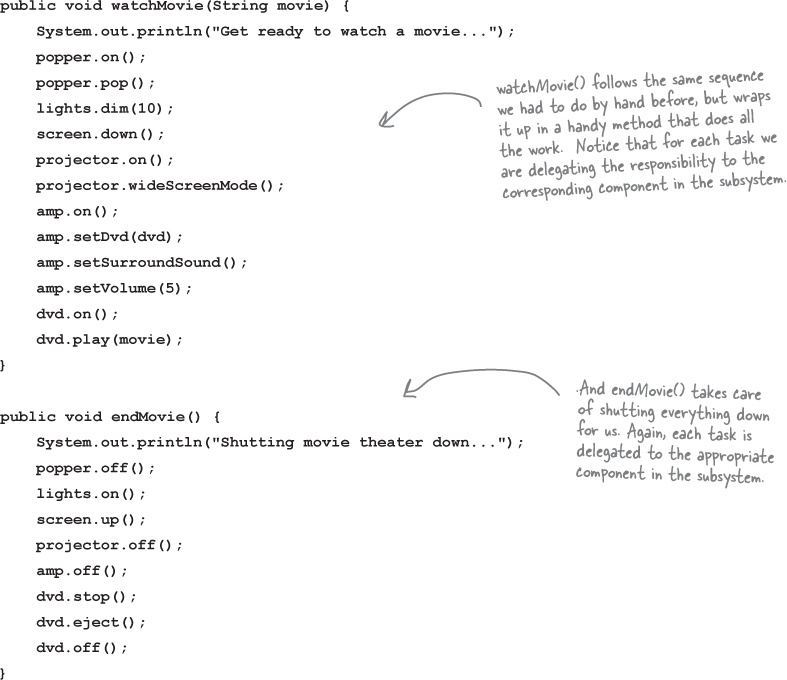 public void watchMovie(String movie) {
System.out.println("Get ready to watch a movie...");
popper.on();
popper.pop();
lights.dim(10);
screen.down();
projector.on();
projector.wideScreenMode();
amp.on();
amp.setDvd(dvd);
amp.setSurroundSound();
amp.setVolume(5);
dvd.on();
dvd.play(movie);
}
watchMovie() follows the same sequence
we had to do by hand before, but wraps
it up in a handy method that does all
the work. Notice that for each task we
are delegating the responsibility to the
corresponding component in the subsystem.
public void endMovie() {
System.out.println("Shutting movie theater down...");
popper.off();
lights.on();
screen.up();
projector.off();
amp.off();
dvd.stop();
dvd.eject();
dvd.off();
}
.And endMovie() takes care
of shutting everything down
for us. Again, each task is
delegated to the appropriate
component in the subsystem.